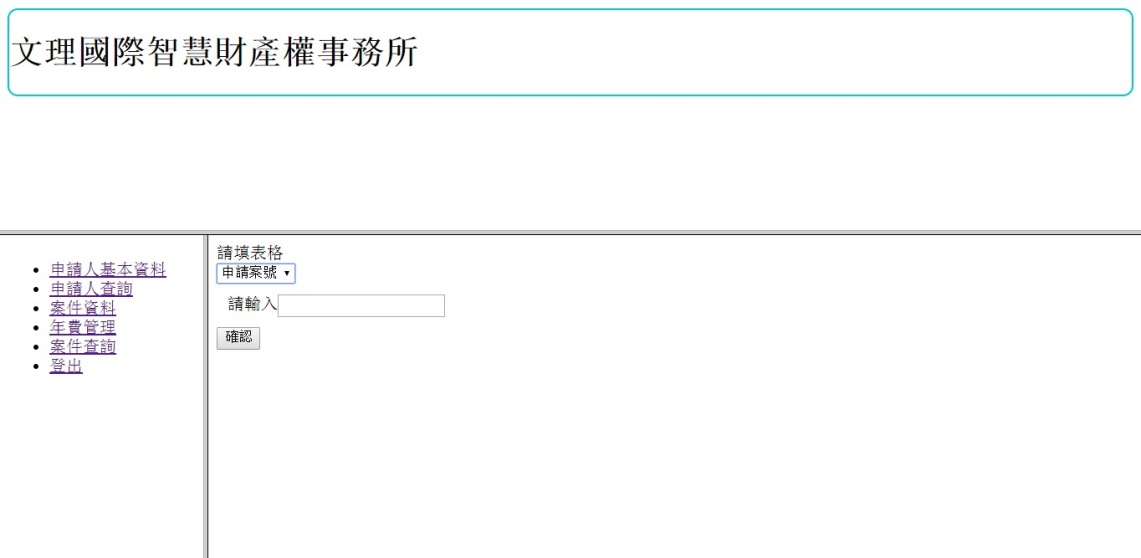 文理國際智慧財產權事務所
申請人基本資料
申請人查詢
案件資料
年費管理
案件查詢
登出
請填表格
申請案號
請輸入
確認